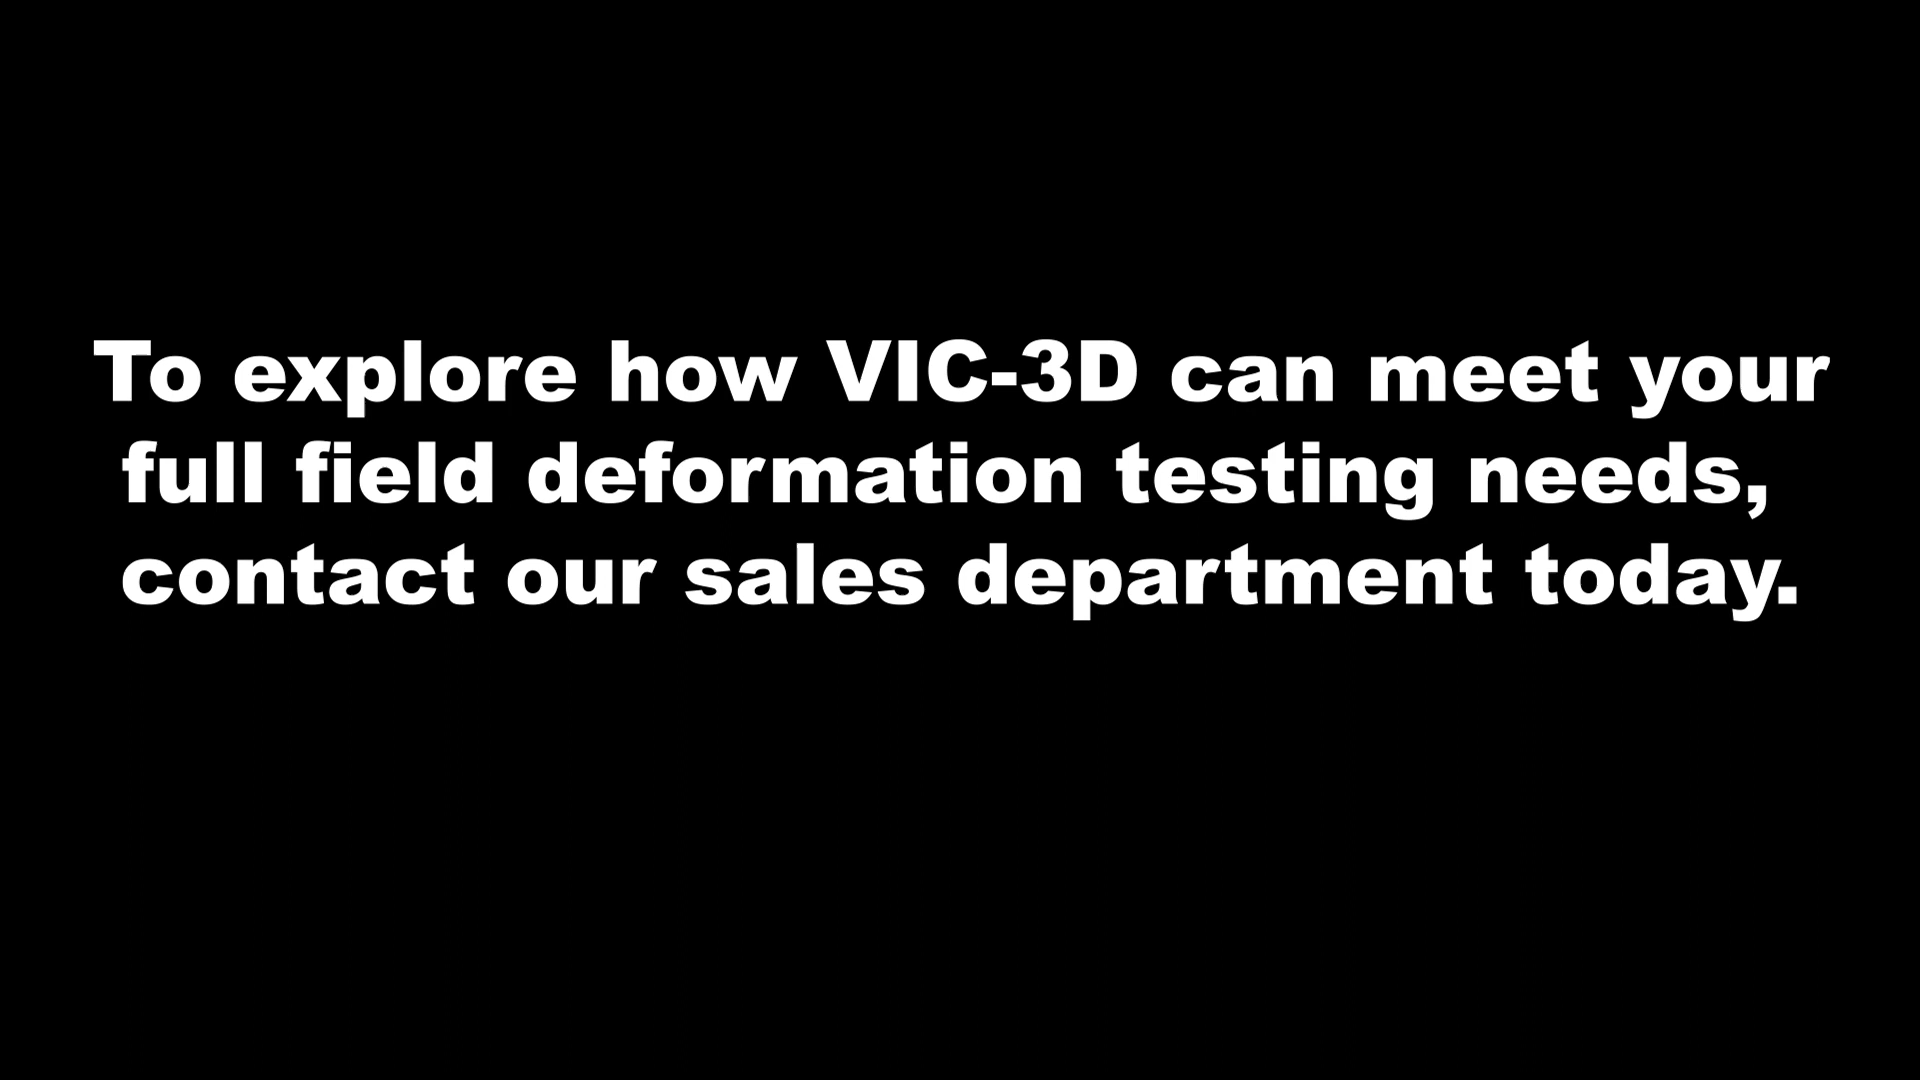 To explore how VIC-3D can meet your
full field deformation testing needs,
contact our sales department today.